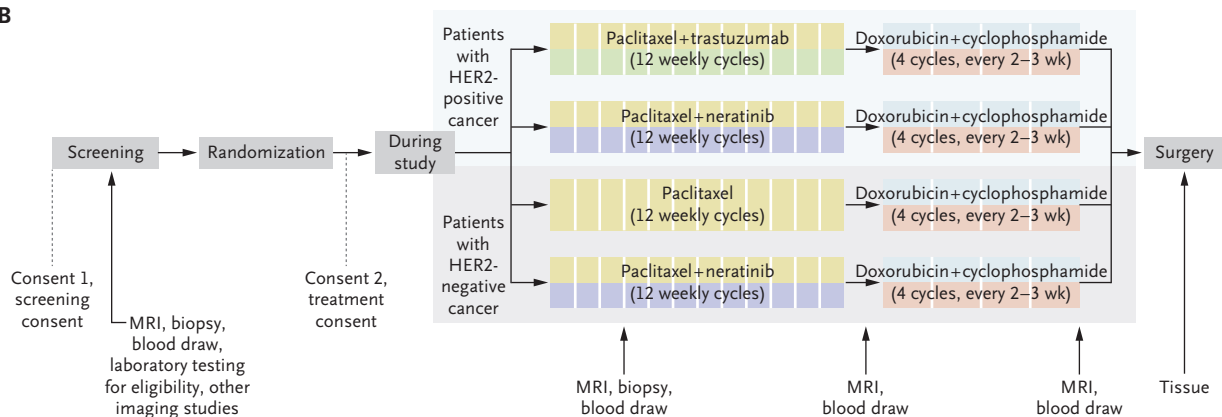 B
Screening
Randomization
During
study
Patients
with
HER2-
positive
cancer
Paclitaxel+trastuzumab
(12 weekly cycles)
Doxorubicin+cyclophosphamide
(4 cycles, every 2–3 wk)
Paclitaxel+neratinib
(12 weekly cycles)
Doxorubicin+cyclophosphamide
(4 cycles, every 2–3 wk)
Patients
with
HER2-
negative
cancer
Paclitaxel
(12 weekly cycles)
Doxorubicin+cyclophosphamide
(4 cycles, every 2–3 wk)
Paclitaxel+neratinib
(12 weekly cycles)
Doxorubicin+cyclophosphamide
(4 cycles, every 2–3 wk)
Surgery
Consent 1,
screening
consent
MRI, biopsy,
blood draw,
laboratory testing
for eligibility, other
imaging studies
Consent 2,
treatment
consent
MRI, biopsy,
blood draw
MRI,
blood draw
MRI,
blood draw
Tissue